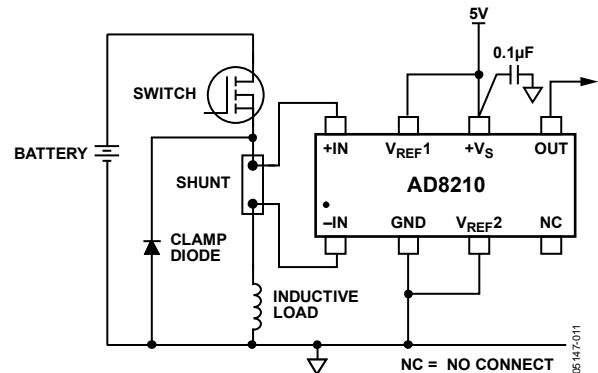 5V
0.1µF
SWITCH
BATTERY
+IN
VREF1
+VS
OUT
SHUNT
AD8210
–IN
GND
VREF2
NC
CLAMP
DIODE
INDUCTIVE
LOAD
NC = NO CONNECT
05147-011